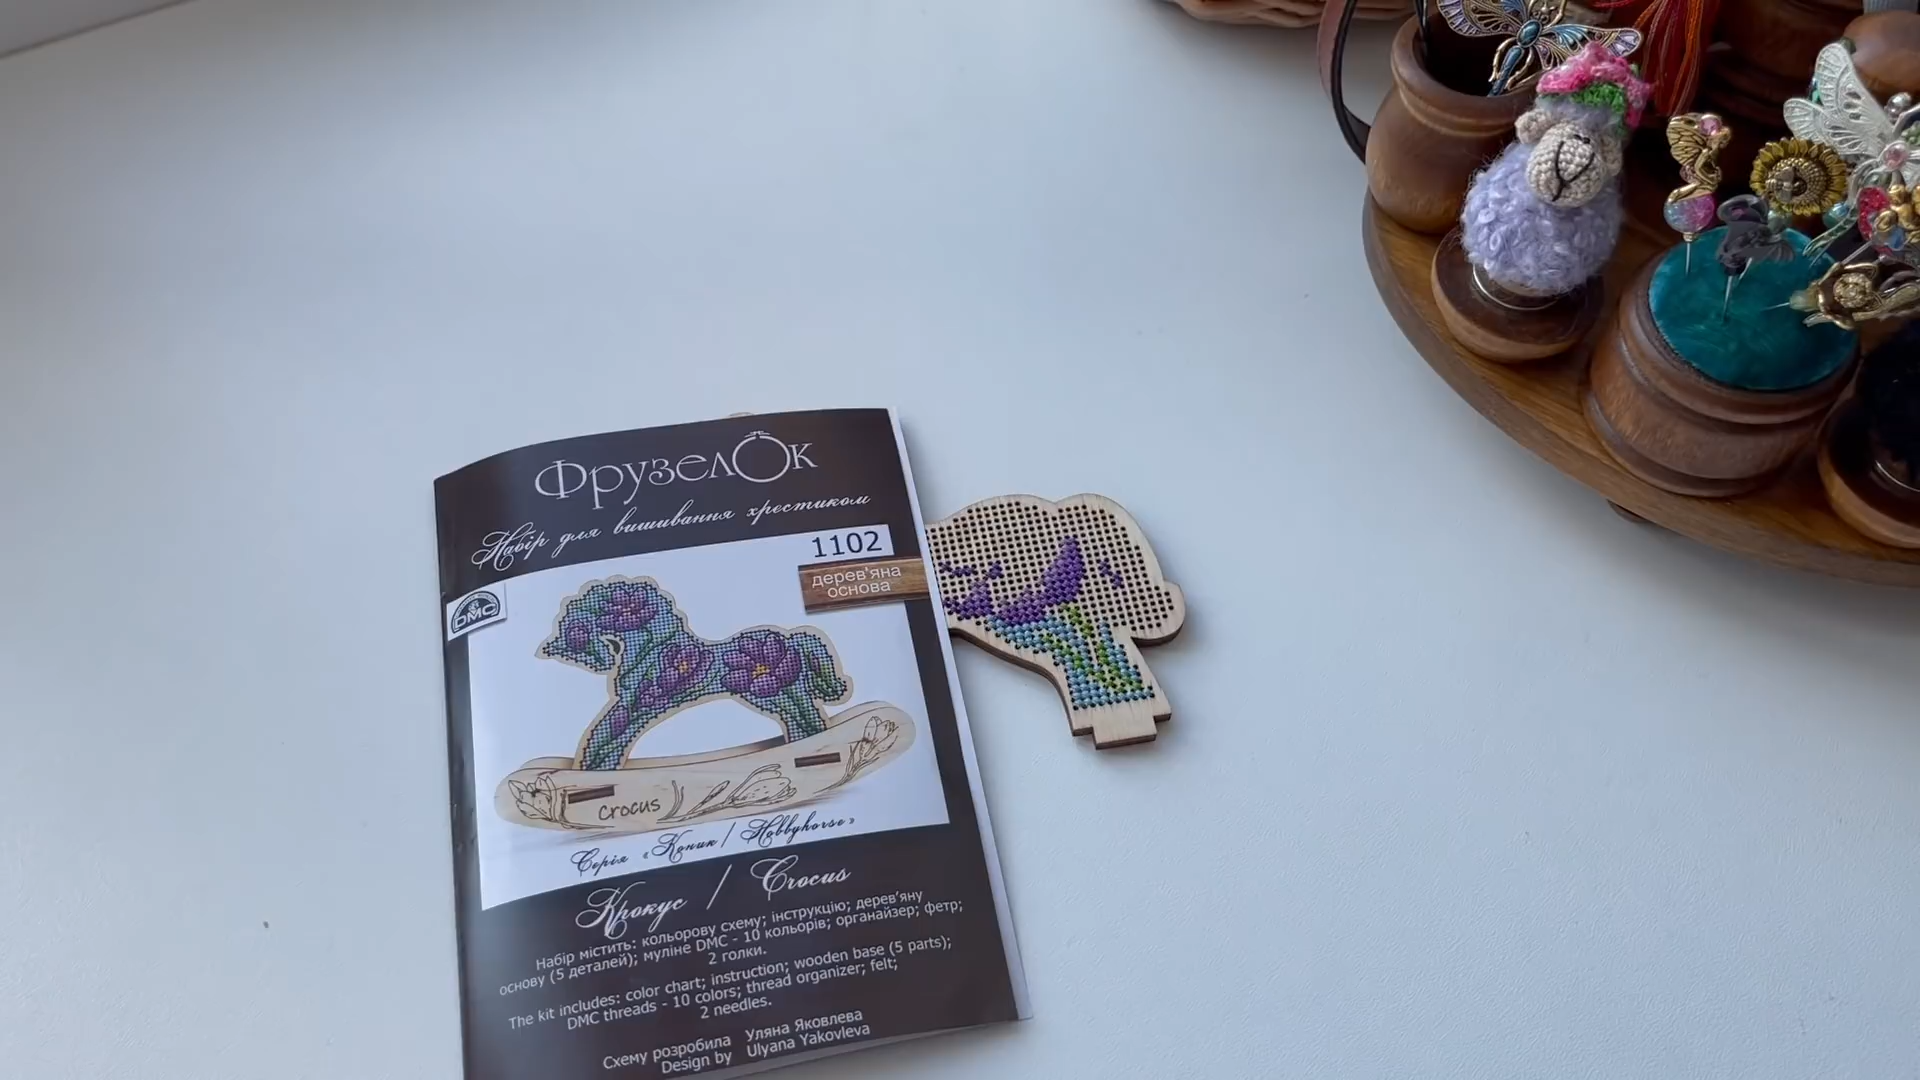 ФрузелОк
Набір для вишивання хрестиком
1102
дерев'яна
основа
DMC
crocus
Серія «Коник / Hobbyhorse»
Крокус / Crocus
Набір містить: кольорову схему; інструкцію; дерев'яну
основу (5 деталей); муліне DMC - 10 кольорів; органайзер; фетр;
2 голки.
The kit includes: color chart; instruction; wooden base (5 parts);
DMC threads - 10 colors; thread organizer; felt;
2 needles.
Схему розробила Уляна Яковлева
Design by Ulyana Yakovleva